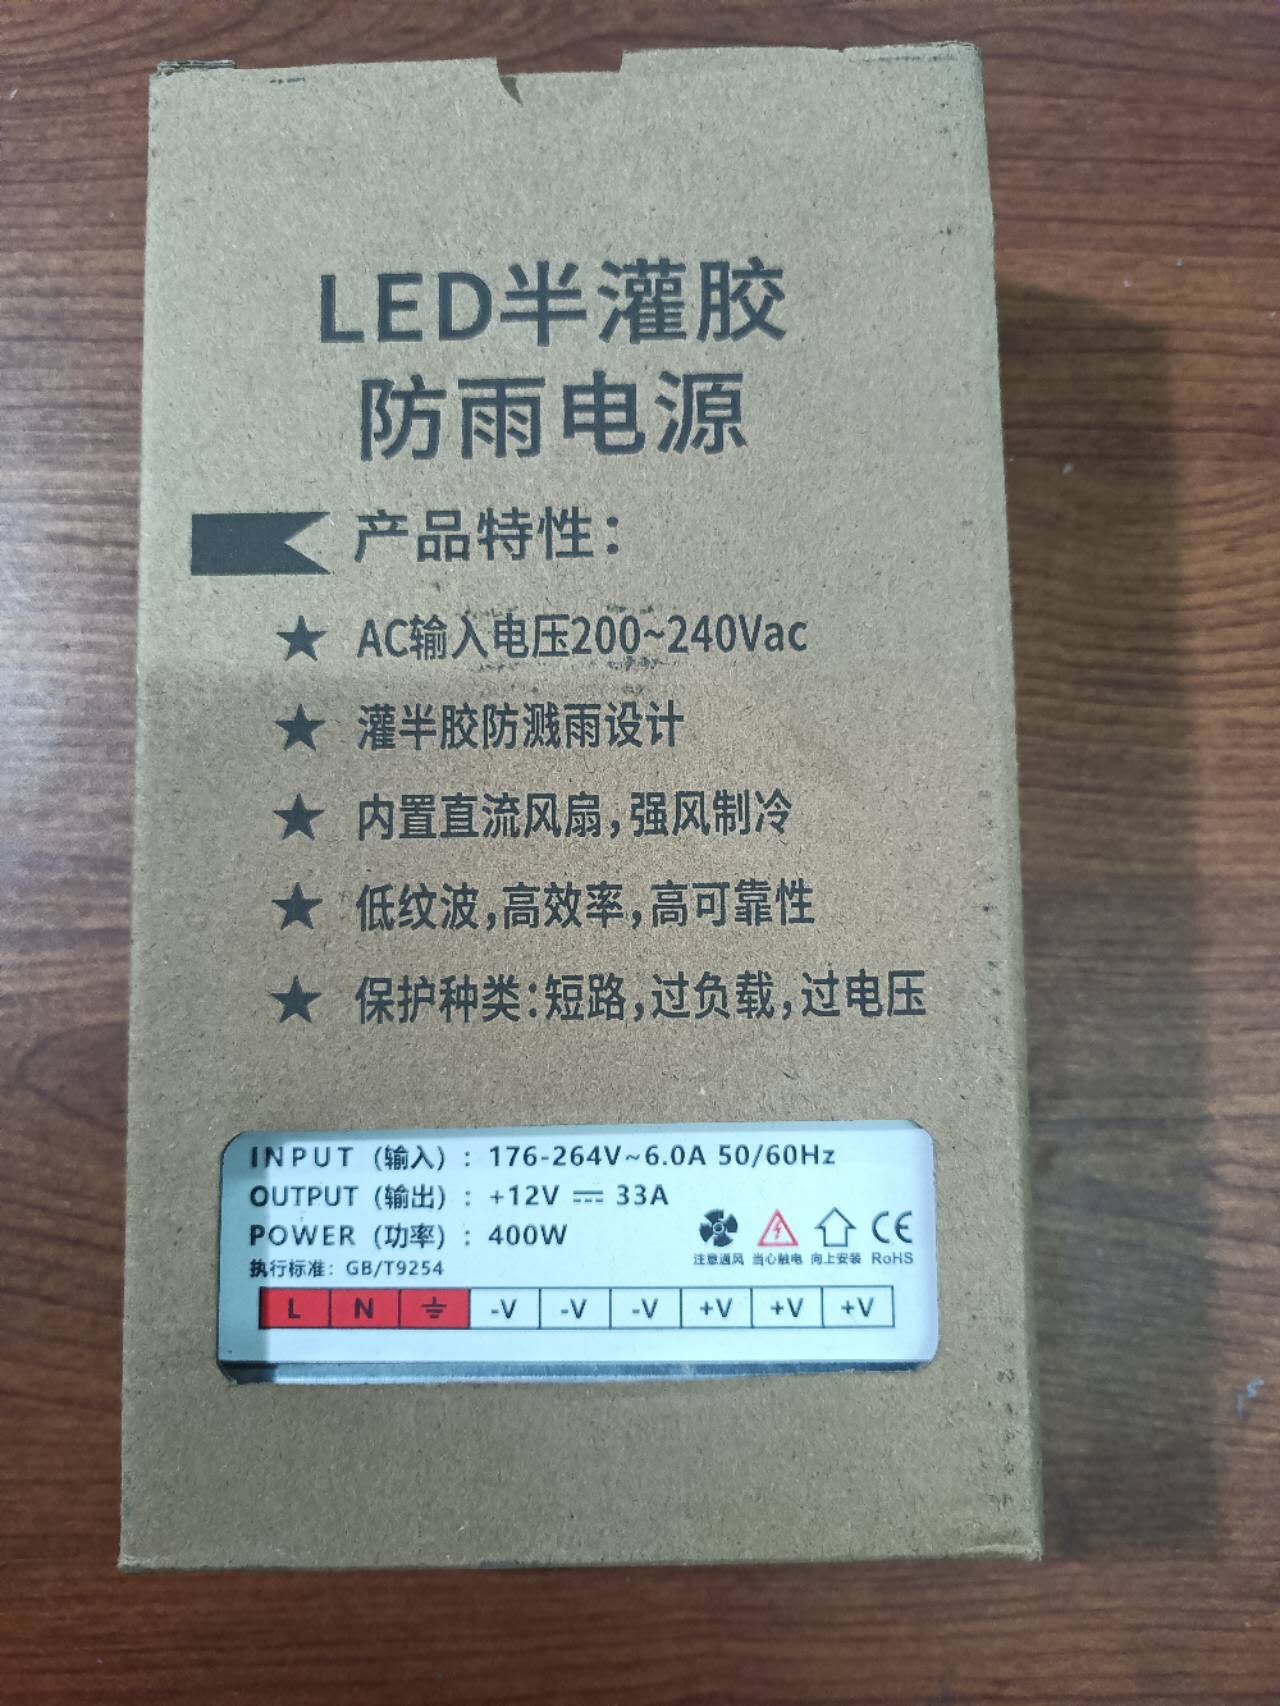 LED半灌胶
防雨电源
产品特性：
★ AC输入电压200~240Vac
★ 灌半胶防溅雨设计
★ 内置直流风扇,强风制冷
★ 低纹波,高效率,高可靠性
★ 保护种类:短路,过负载,过电压
INPUT (输入) : 176-264V~6.0A 50/60Hz
OUTPUT (输出) : +12V ⎓ 33A
POWER (功率) : 400W
执行标准: GB/T9254
注意通风 当心触电 向上安装 CE RoHS
L N ⏚ -V -V -V +V +V +V